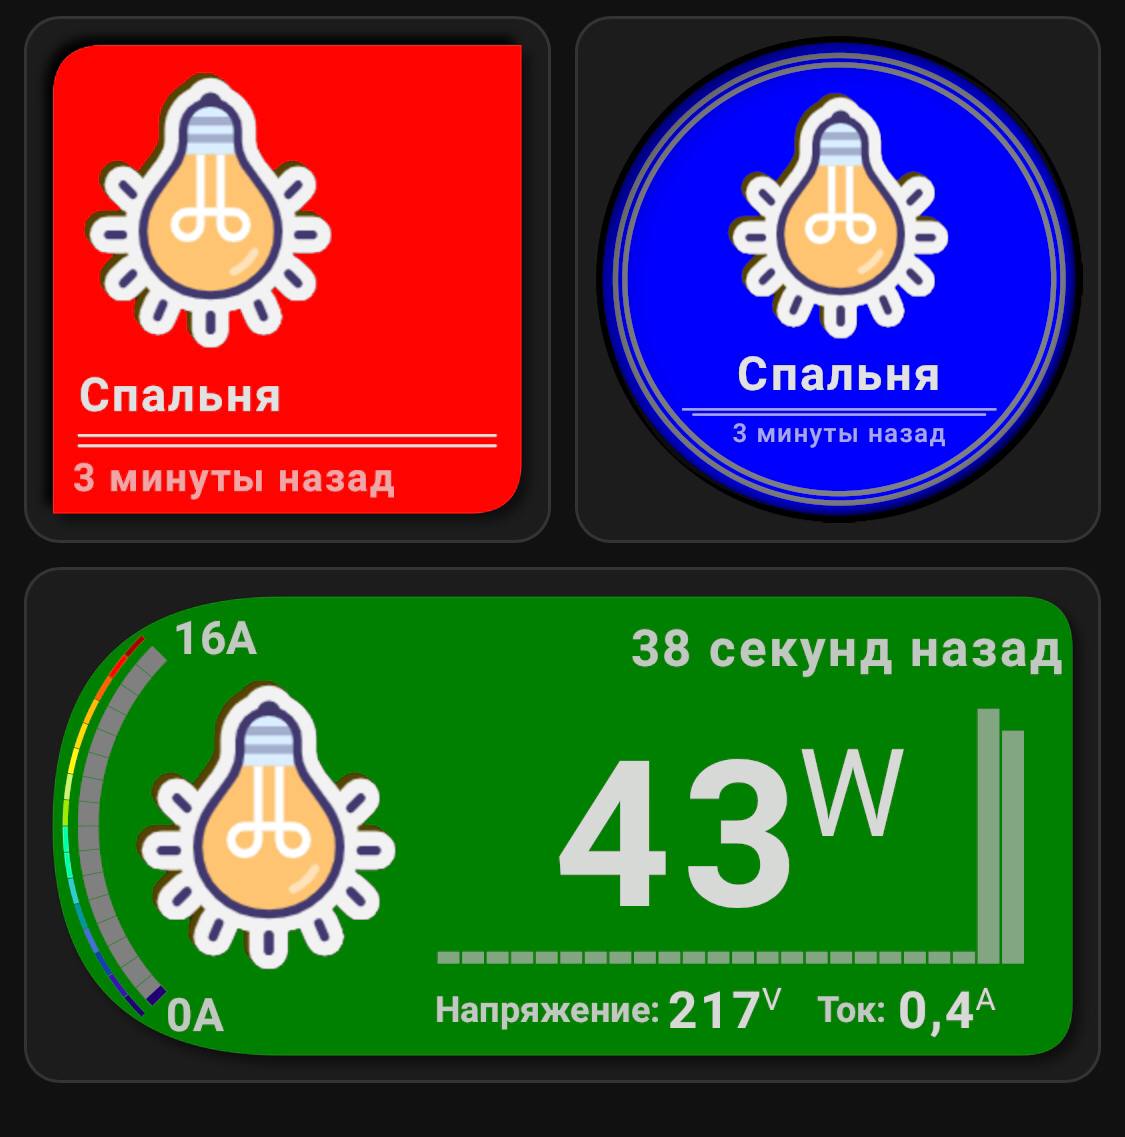 Спальня
3 минуты назад
Спальня
3 минуты назад
16A
38 секунд назад
43W
0A
Напряжение: 217V Ток: 0,4A